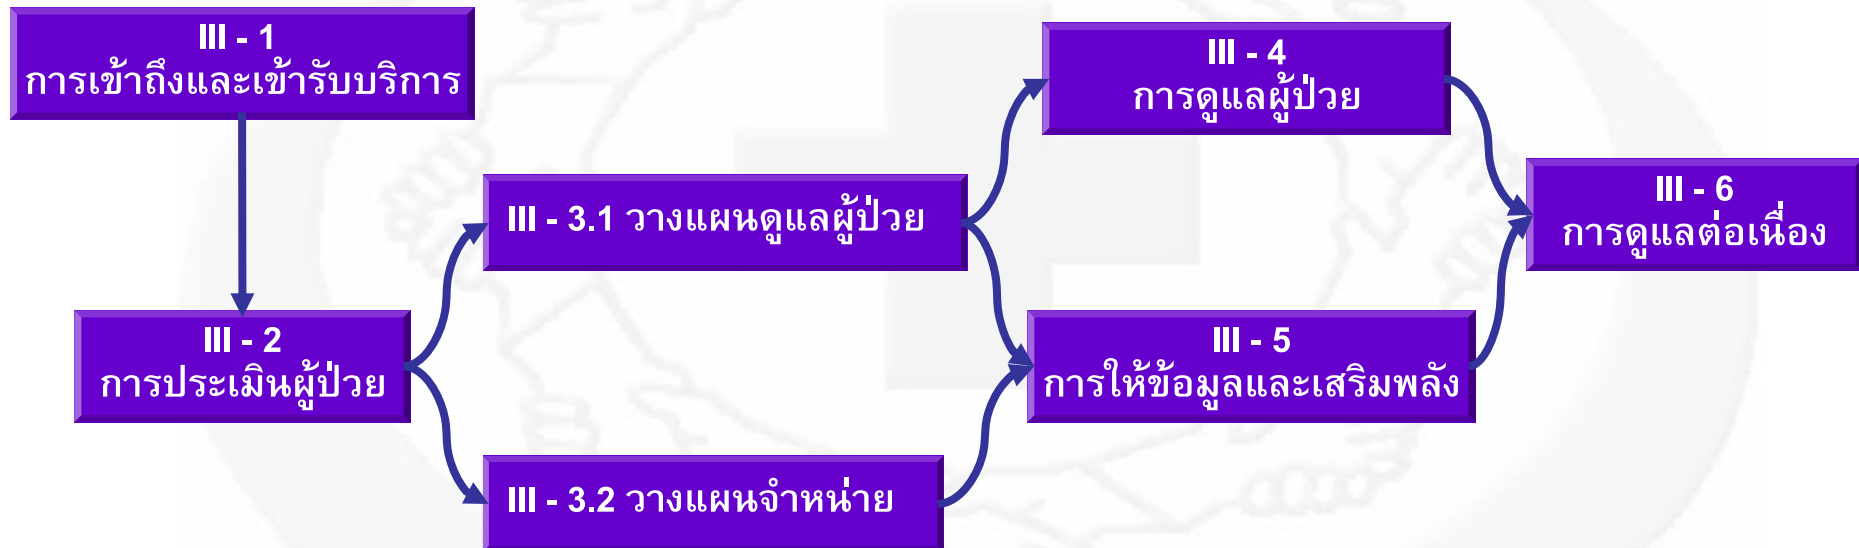 III - 1
การเข้าถึงและเข้ารับบริการ
III - 2
การประเมินผู้ป่วย
III - 3.1 วางแผนดูแลผู้ป่วย
III - 3.2 วางแผนจำหน่าย
III - 4
การดูแลผู้ป่วย
III - 5
การให้ข้อมูลและเสริมพลัง
III - 6
การดูแลต่อเนื่อง